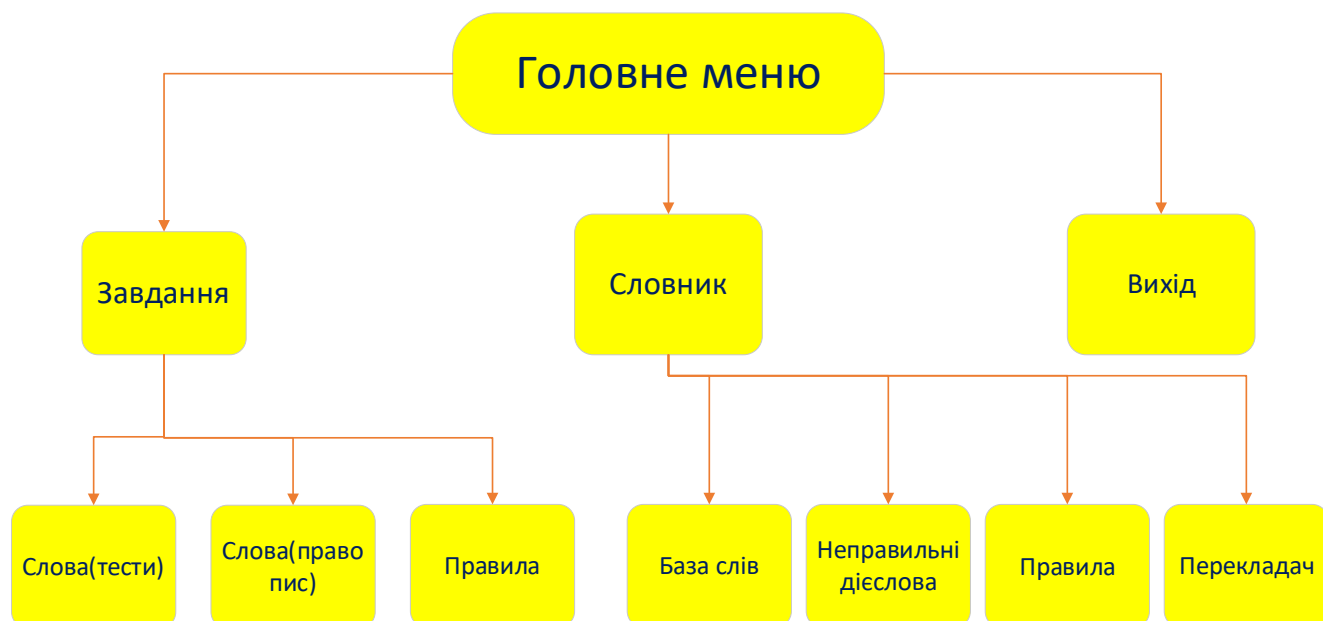 Головне меню
Завдання
Словник
Вихід
Слова(тести)
Слова(право
пис)
Правила
База слів
Неправильні
дієслова
Правила
Перекладач